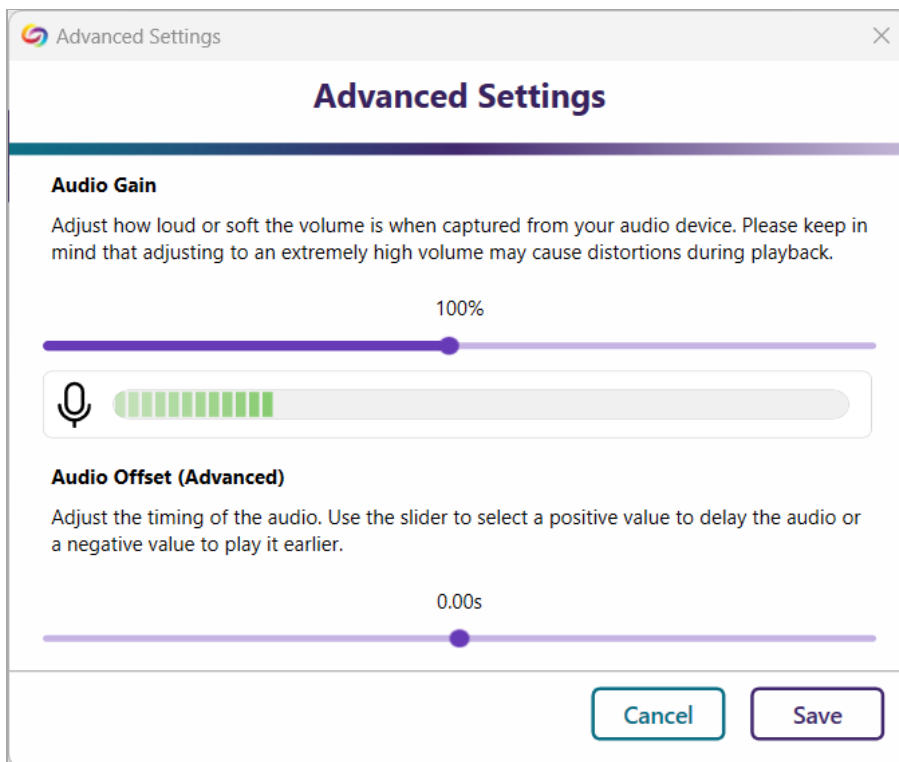 Advanced Settings
Advanced Settings
Audio Gain
Adjust how loud or soft the volume is when captured from your audio device. Please keep in
mind that adjusting to an extremely high volume may cause distortions during playback.
100%
Audio Offset (Advanced)
Adjust the timing of the audio. Use the slider to select a positive value to delay the audio or
a negative value to play it earlier.
0.00s
Cancel
Save